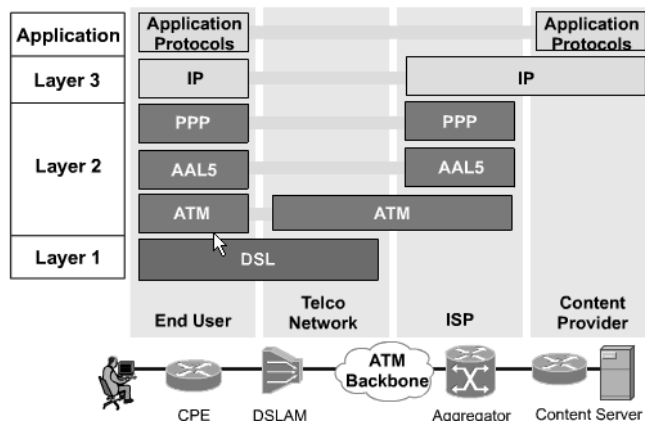 Application
Application
Protocols
Application
Protocols
Layer 3
IP
IP
Layer 2
PPP
PPP
AAL5
AAL5
ATM
ATM
Layer 1
DSL
End User
Telco
Network
ISP
Content
Provider
ATM
Backbone
CPE
DSLAM
Aggregator
Content Server